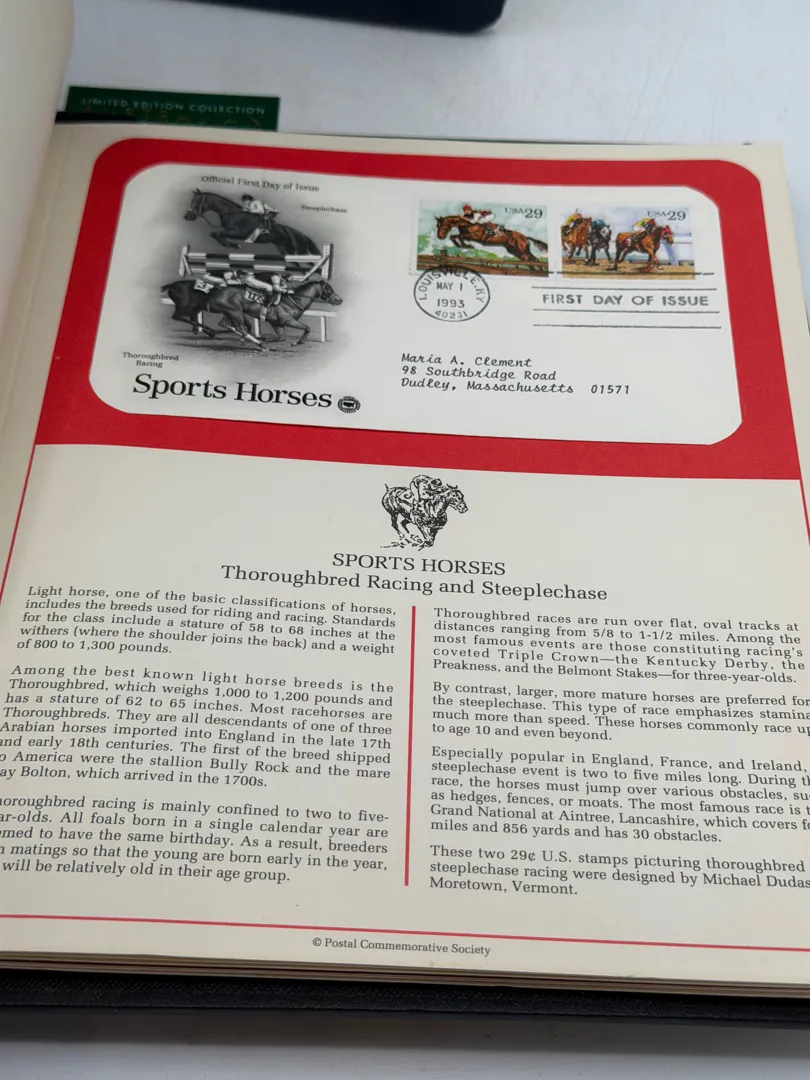 LIMITED EDITION COLLECTION
Official First Day of Issue
Steeplechase
Thoroughbred
Racing
Sports Horses
USA29
USA29
LOUISVILLE, KY
MAY 1
1993
40231
FIRST DAY OF ISSUE
Maria A. Clement
98 Southbridge Road
Dudley, Massachusetts 01571
SPORTS HORSES
Thoroughbred Racing and Steeplechase
Light horse, one of the basic classifications of horses,
includes the breeds used for riding and racing. Standards
for the class include a stature of 58 to 68 inches at the
withers (where the shoulder joins the back) and a weight
of 800 to 1,300 pounds.
Among the best known light horse breeds is the
Thoroughbred, which weighs 1,000 to 1,200 pounds and
has a stature of 62 to 65 inches. Most racehorses are
Thoroughbreds. They are all descendants of one of three
Arabian horses imported into England in the late 17th
and early 18th centuries. The first of the breed shipped
o America were the stallion Bully Rock and the mare
ay Bolton, which arrived in the 1700s.
horoughbred racing is mainly confined to two to five-
ar-olds. All foals born in a single calendar year are
emed to have the same birthday. As a result, breeders
n matings so that the young are born early in the year,
will be relatively old in their age group.
Thoroughbred races are run over flat, oval tracks at
distances ranging from 5/8 to 1-1/2 miles. Among the
most famous events are those constituting racing's
coveted Triple Crown—the Kentucky Derby, the
Preakness, and the Belmont Stakes—for three-year-olds.
By contrast, larger, more mature horses are preferred for
the steeplechase. This type of race emphasizes stamina
much more than speed. These horses commonly race up
to age 10 and even beyond.
Especially popular in England, France, and Ireland,
steeplechase event is two to five miles long. During th
race, the horses must jump over various obstacles, su
as hedges, fences, or moats. The most famous race is t
Grand National at Aintree, Lancashire, which covers fo
miles and 856 yards and has 30 obstacles.
These two 29¢ U.S. stamps picturing thoroughbred
steeplechase racing were designed by Michael Dudas
Moretown, Vermont.
© Postal Commemorative Society